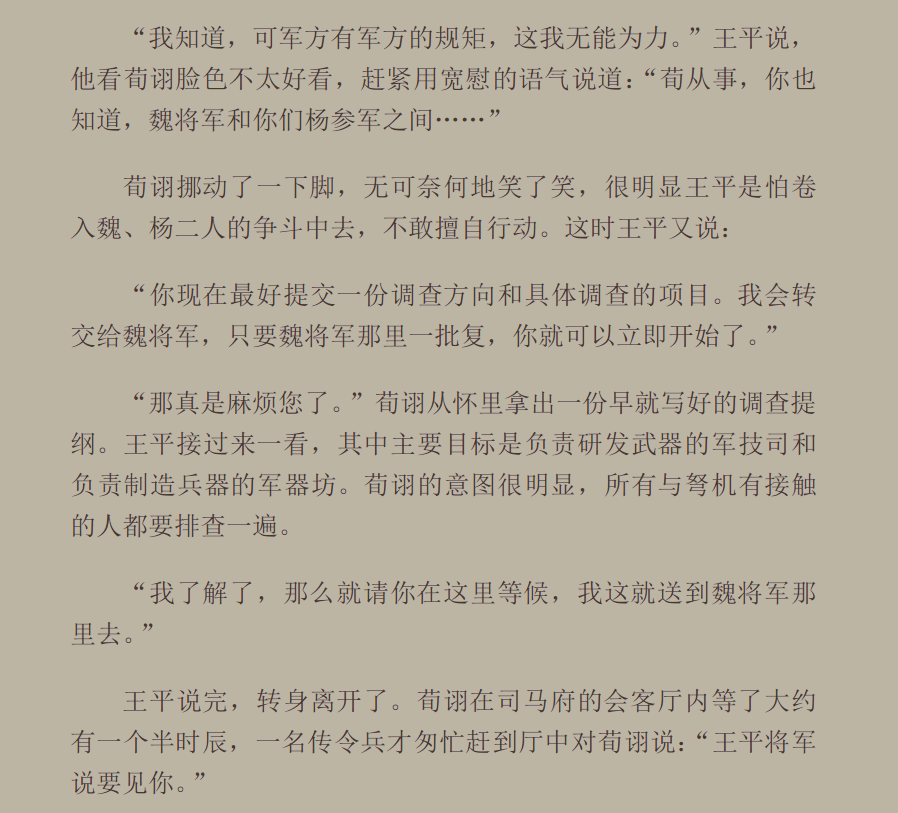 “我知道，可军方有军方的规矩，这我无能为力。”王平说，
他看荀诩脸色不太好看，赶紧用宽慰的语气说道：“荀从事，你也
知道，魏将军和你们杨参军之间……”
荀诩挪动了一下脚，无可奈何地笑了笑，很明显王平是怕卷
入魏、杨二人的争斗中去，不敢擅自行动。这时王平又说：
“你现在最好提交一份调查方向和具体调查的项目。我会转
交给魏将军，只要魏将军那里一批复，你就可以立即开始了。”
“那真是麻烦您了。”荀诩从怀里拿出一份早就写好的调查提
纲。王平接过来一看，其中主要目标是负责研发武器的军技司和
负责制造兵器的军器坊。荀诩的意图很明显，所有与弩机有接触
的人都要排查一遍。
“我了解了，那么就请你在这里等候，我这就送到魏将军那
里去。”
王平说完，转身离开了。荀诩在司马府的会客厅内等了大约
有一个半时辰，一名传令兵才匆忙赶到厅中对荀诩说：“王平将军
说要见你。”